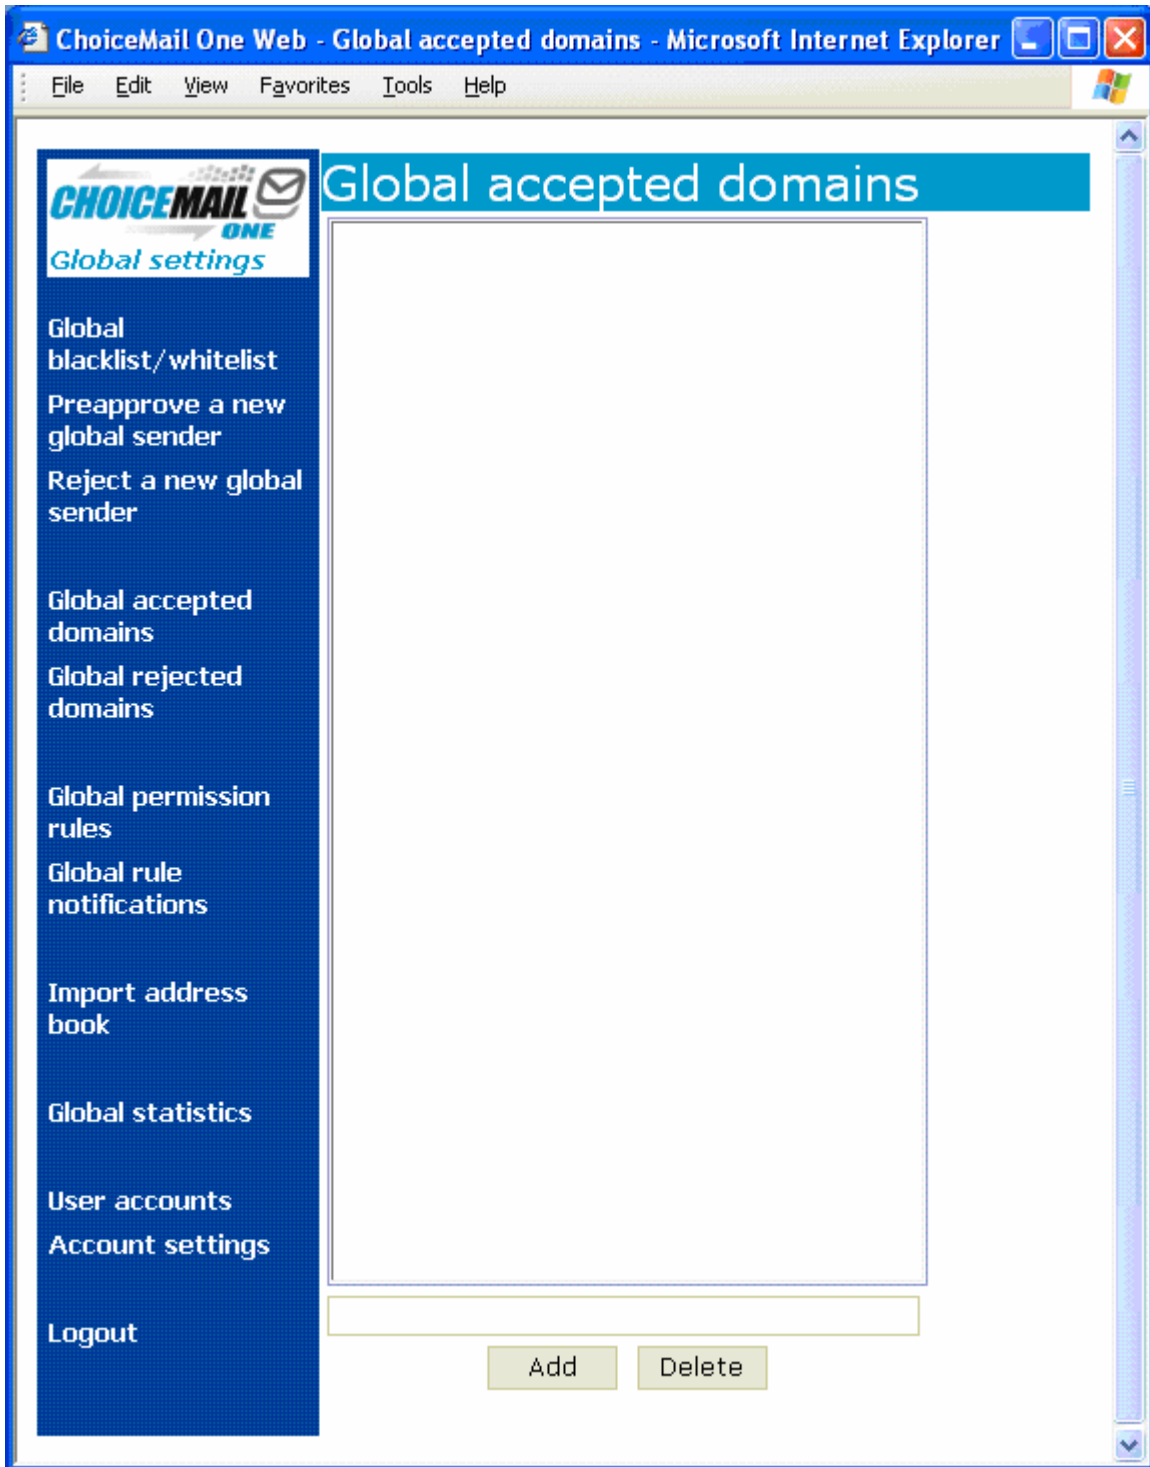 ChoiceMail One Web - Global accepted domains - Microsoft Internet Explorer
File Edit View Favorites Tools Help
CHOICEMAIL
ONE
Global settings
Global accepted domains
Global
blacklist/whitelist
Preapprove a new
global sender
Reject a new global
sender
Global accepted
domains
Global rejected
domains
Global permission
rules
Global rule
notifications
Import address
book
Global statistics
User accounts
Account settings
Logout
Add Delete